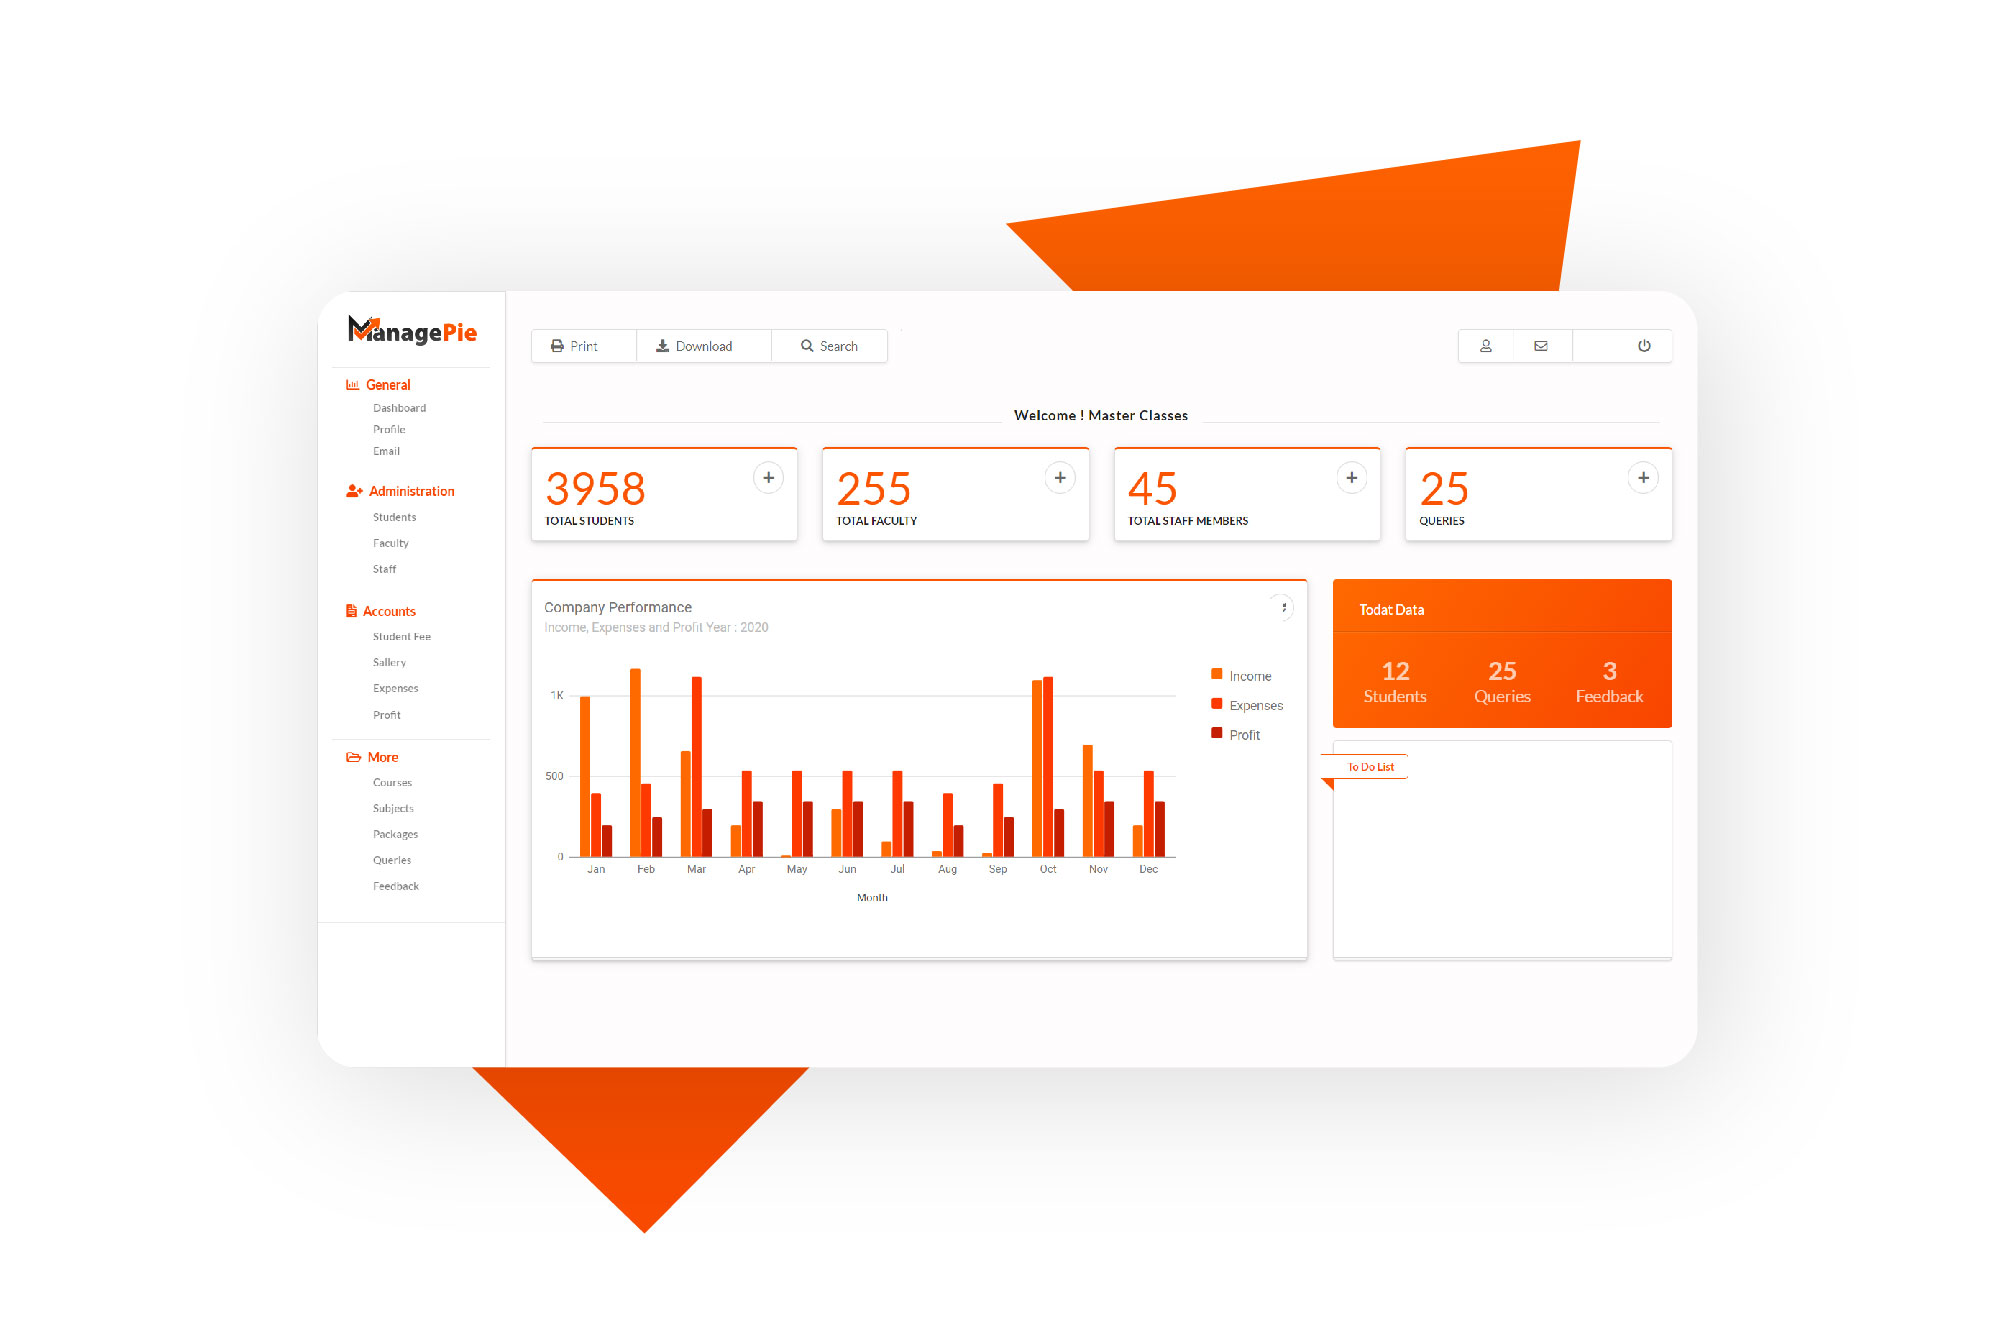 ManagePie
General
Dashboard
Profile
Email
Administration
Students
Faculty
Staff
Accounts
Student Fee
Sallery
Expenses
Profit
More
Courses
Subjects
Packages
Queries
Feedback
Print Download Search
Welcome ! Master Classes
3958
TOTAL STUDENTS
255
TOTAL FACULTY
45
TOTAL STAFF MEMBERS
25
QUERIES
Company Performance
Income, Expenses and Profit Year : 2020
1K
500
0
Jan Feb Mar Apr May Jun Jul Aug Sep Oct Nov Dec
Month
Income
Expenses
Profit
Todat Data
12 25 3
Students Queries Feedback
To Do List